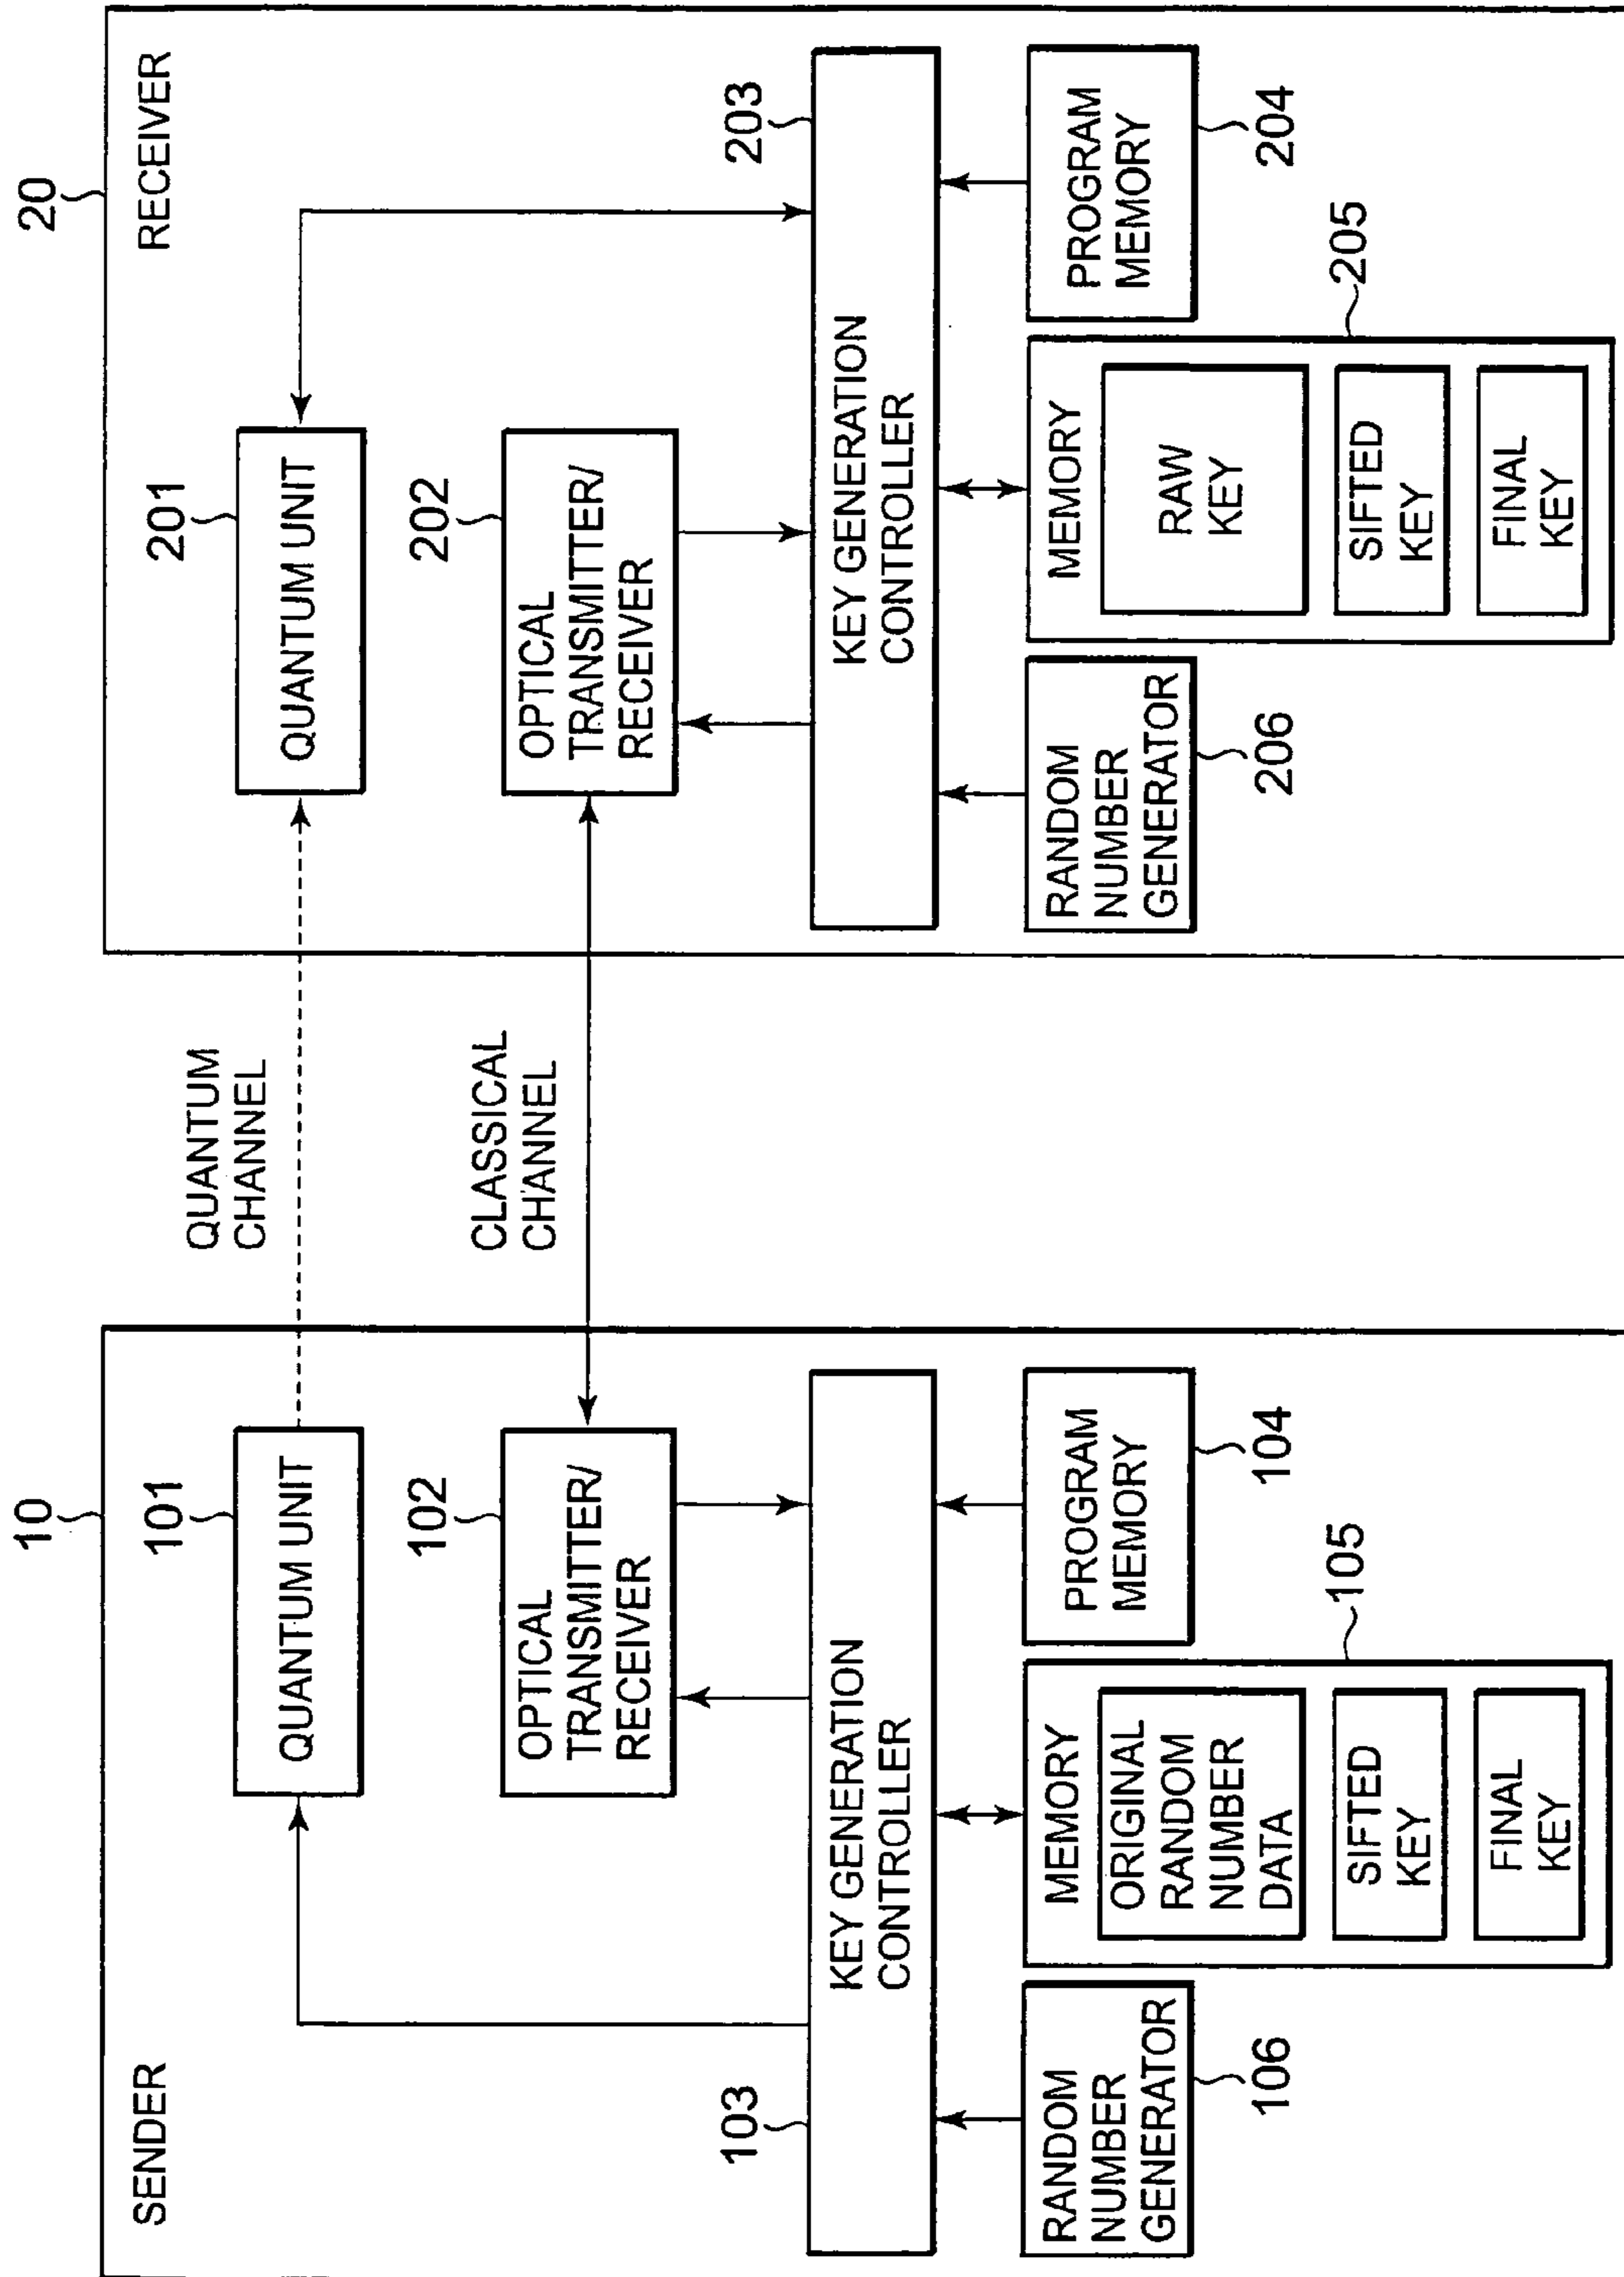 10
SENDER
101
QUANTUM UNIT
102
OPTICAL
TRANSMITTER/
RECEIVER
103
KEY GENERATION
CONTROLLER
RANDOM
NUMBER
GENERATOR
106
MEMORY
ORIGINAL
RANDOM
NUMBER
DATA
SIFTED
KEY
FINAL
KEY
105
PROGRAM
MEMORY
104
QUANTUM
CHANNEL
CLASSICAL
CHANNEL
20
RECEIVER
201
QUANTUM UNIT
202
OPTICAL
TRANSMITTER/
RECEIVER
203
KEY GENERATION
CONTROLLER
RANDOM
NUMBER
GENERATOR
206
MEMORY
RAW
KEY
SIFTED
KEY
FINAL
KEY
205
PROGRAM
MEMORY
204